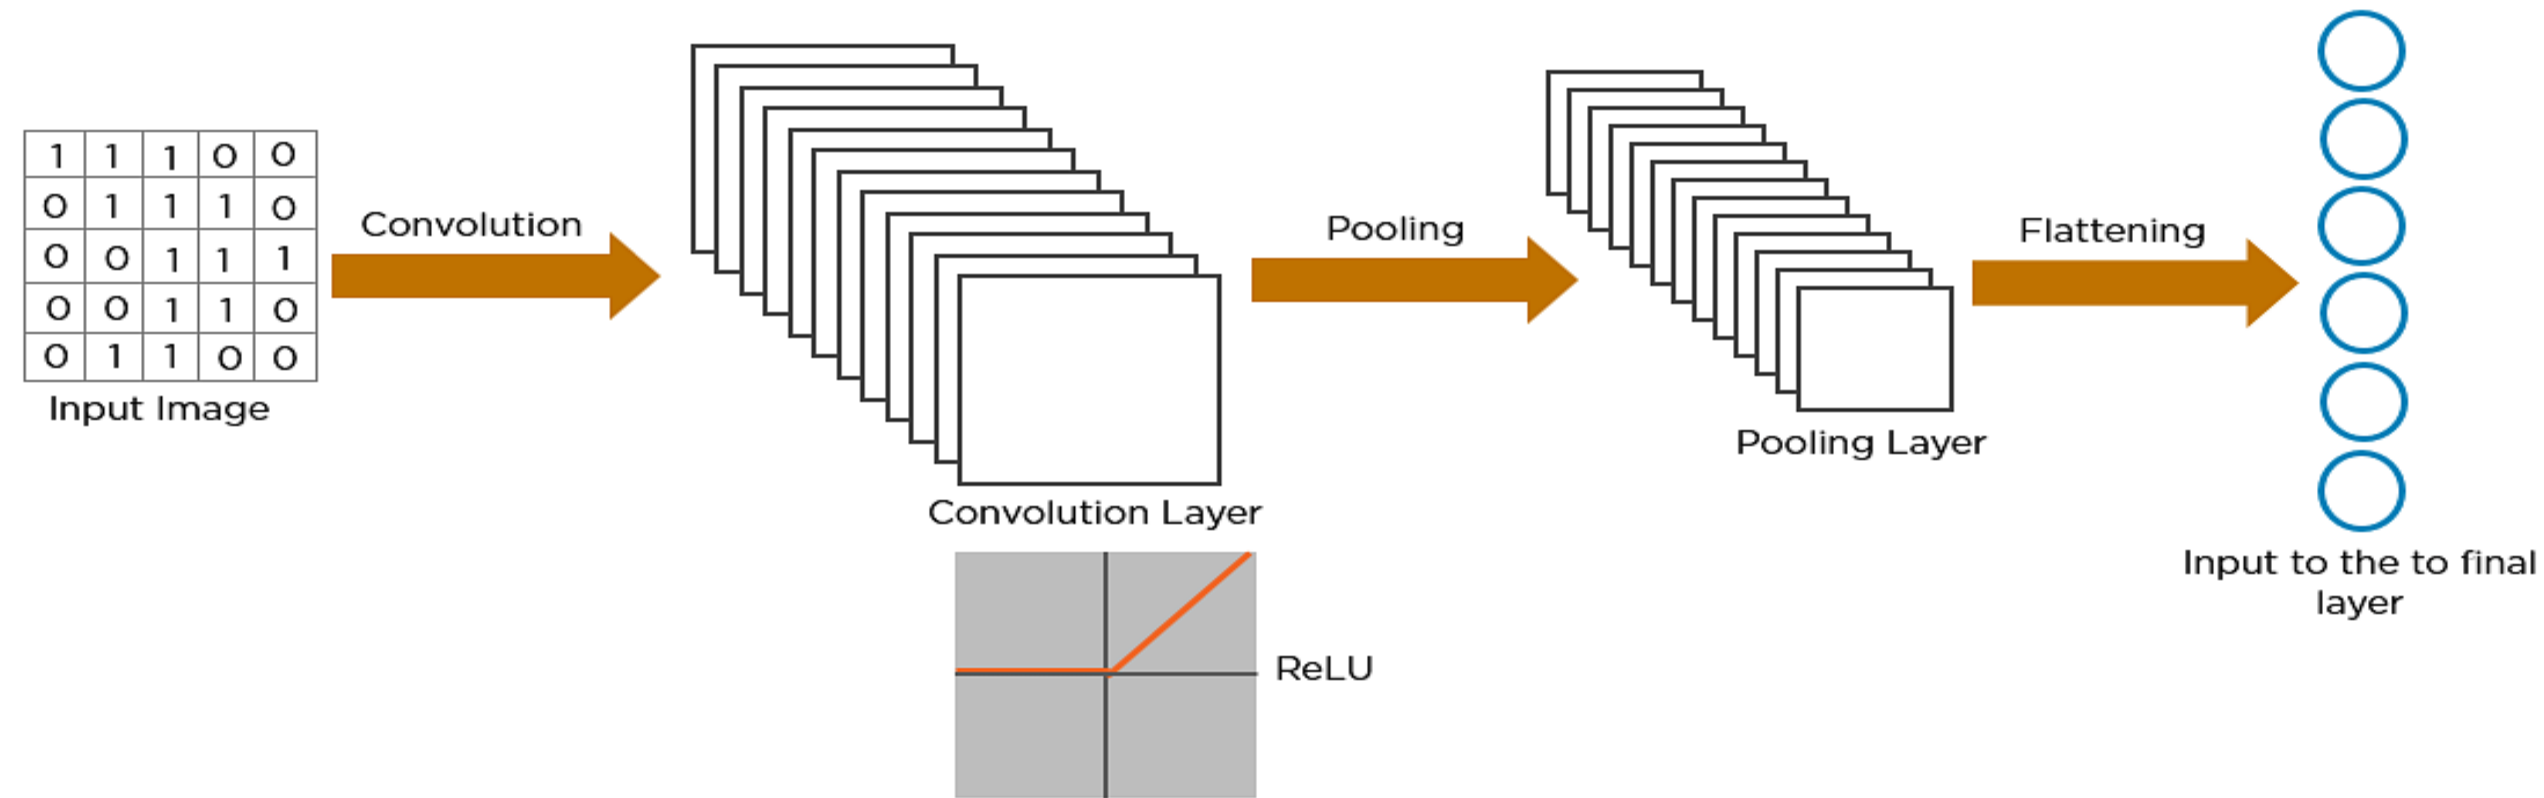 1 1 1 0 0
0 1 1 1 0
0 0 1 1 1
0 0 1 1 0
0 1 1 0 0
Input Image
Convolution
Convolution Layer
ReLU
Pooling
Pooling Layer
Flattening
Input to the to final
layer